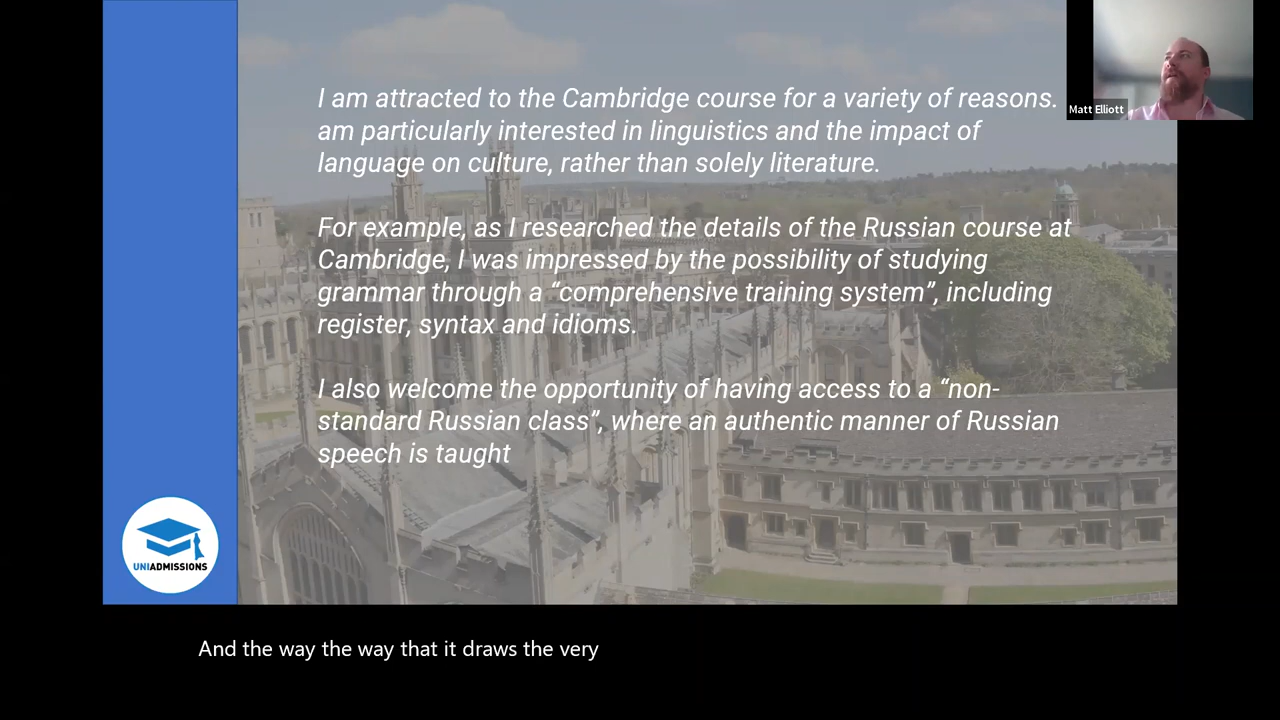 I am attracted to the Cambridge course for a variety of reasons.
am particularly interested in linguistics and the impact of
language on culture, rather than solely literature.
For example, as I researched the details of the Russian course at
Cambridge, I was impressed by the possibility of studying
grammar through a “comprehensive training system”, including
register, syntax and idioms.
I also welcome the opportunity of having access to a “non-
standard Russian class”, where an authentic manner of Russian
speech is taught
Matt Elliott
UNIADMISSIONS
And the way the way that it draws the very